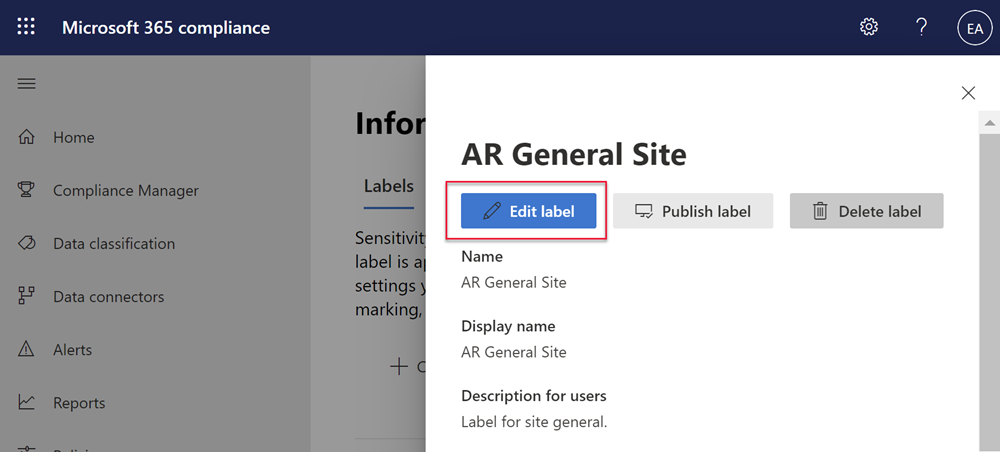 Microsoft 365 compliance
?
EA
Home
Compliance Manager
Data classification
Data connectors
Alerts
Reports
Labels
label is
settings
marking,
AR General Site
Edit label
Publish label
Delete label
Name
AR General Site
Display name
AR General Site
Description for users
Label for site general.